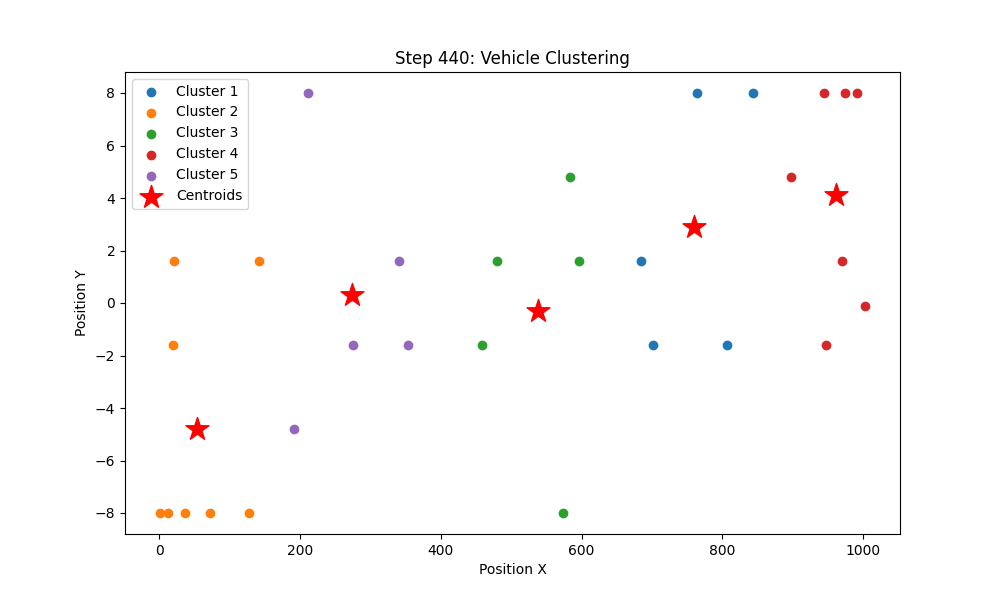 Step 440: Vehicle Clustering
Cluster 1
Cluster 2
Cluster 3
Cluster 4
Cluster 5
Centroids
8
6
4
2
0
−2
−4
−6
−8
Position Y
0 200 400 600 800 1000
Position X